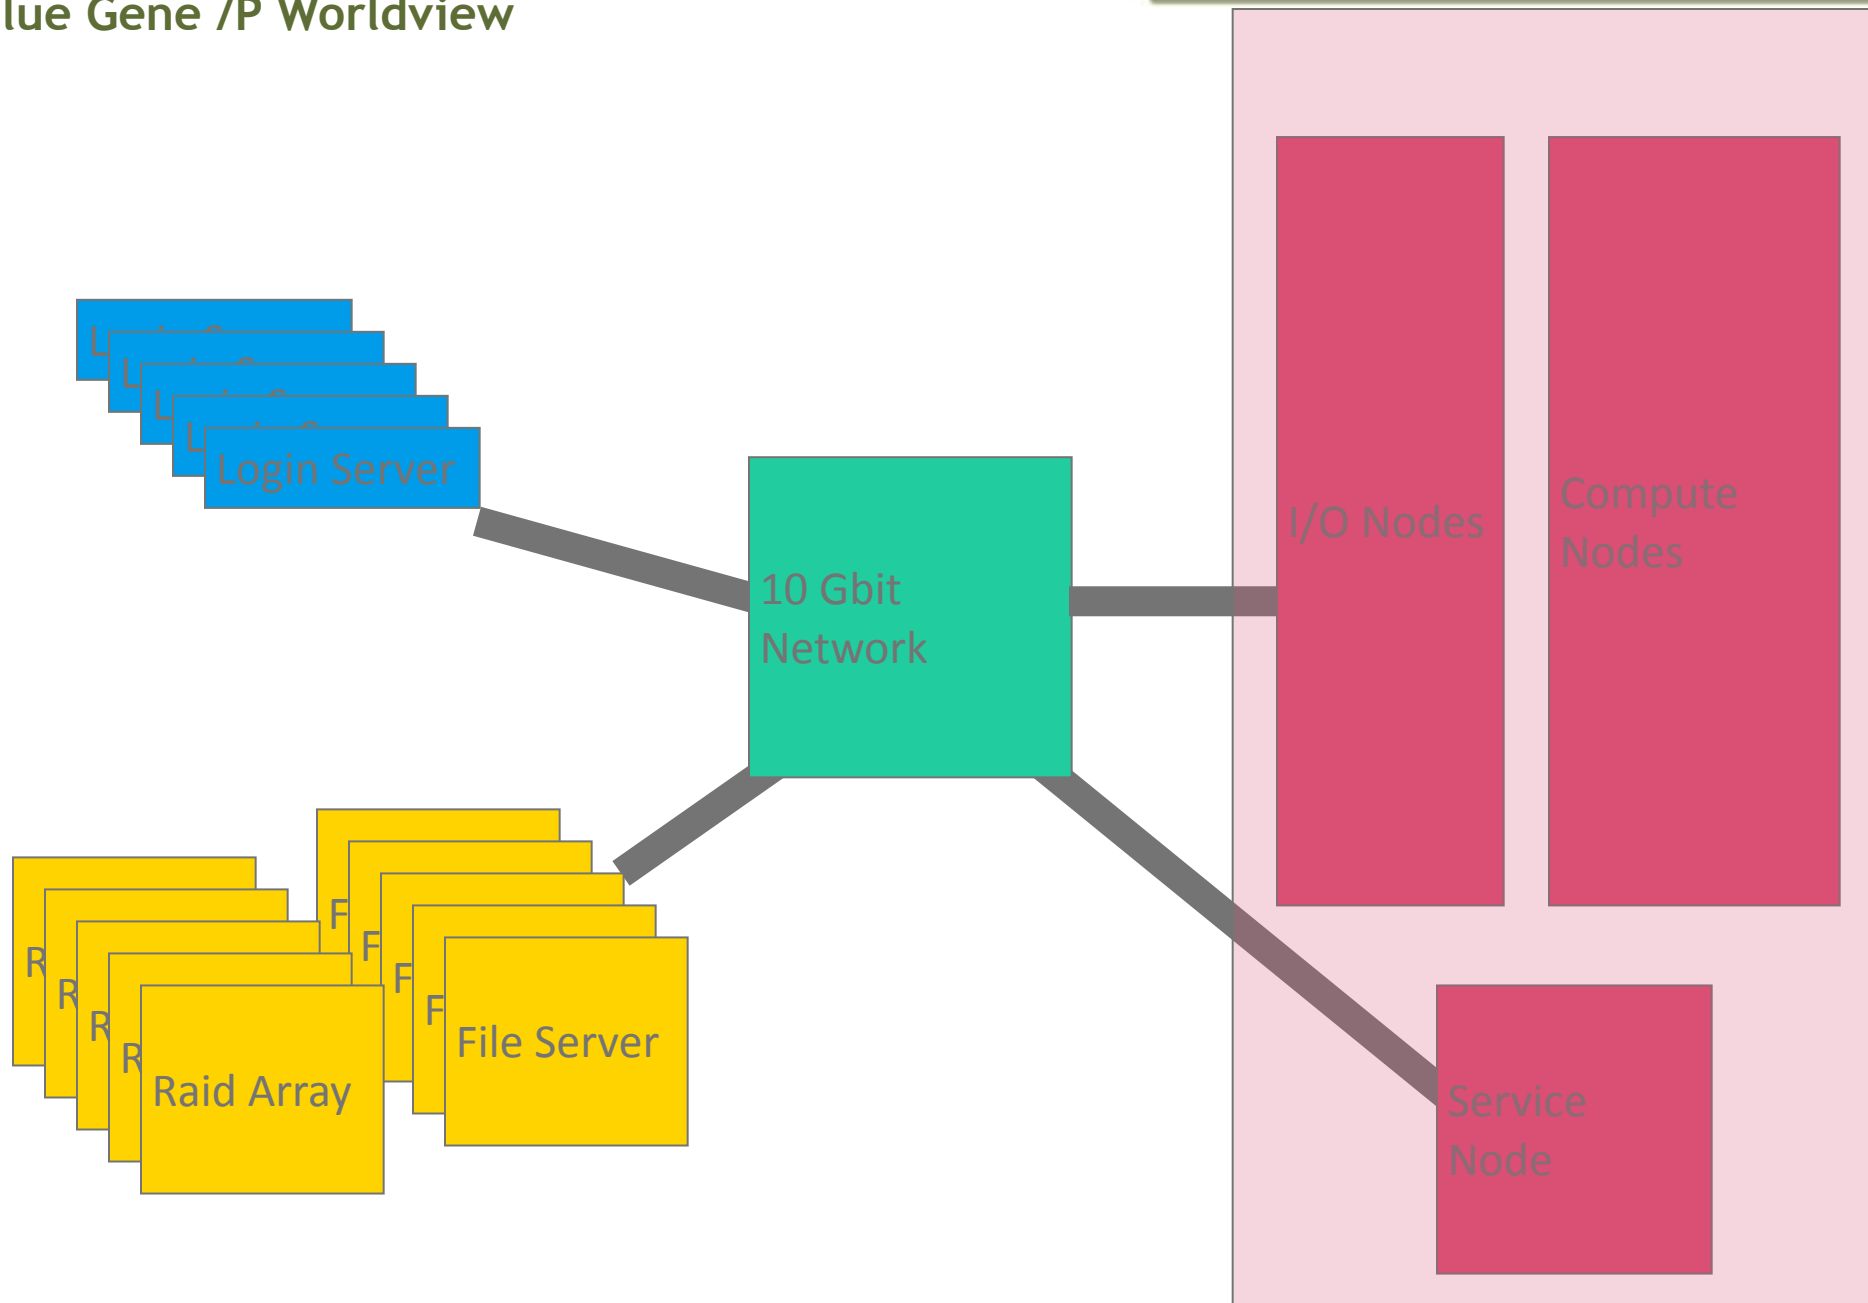 lue Gene /P Worldview
Login Server
10 Gbit
Network
I/O Nodes
Compute
Nodes
R
R
R
R
Raid Array
F
F
F
F
File Server
Service
Node